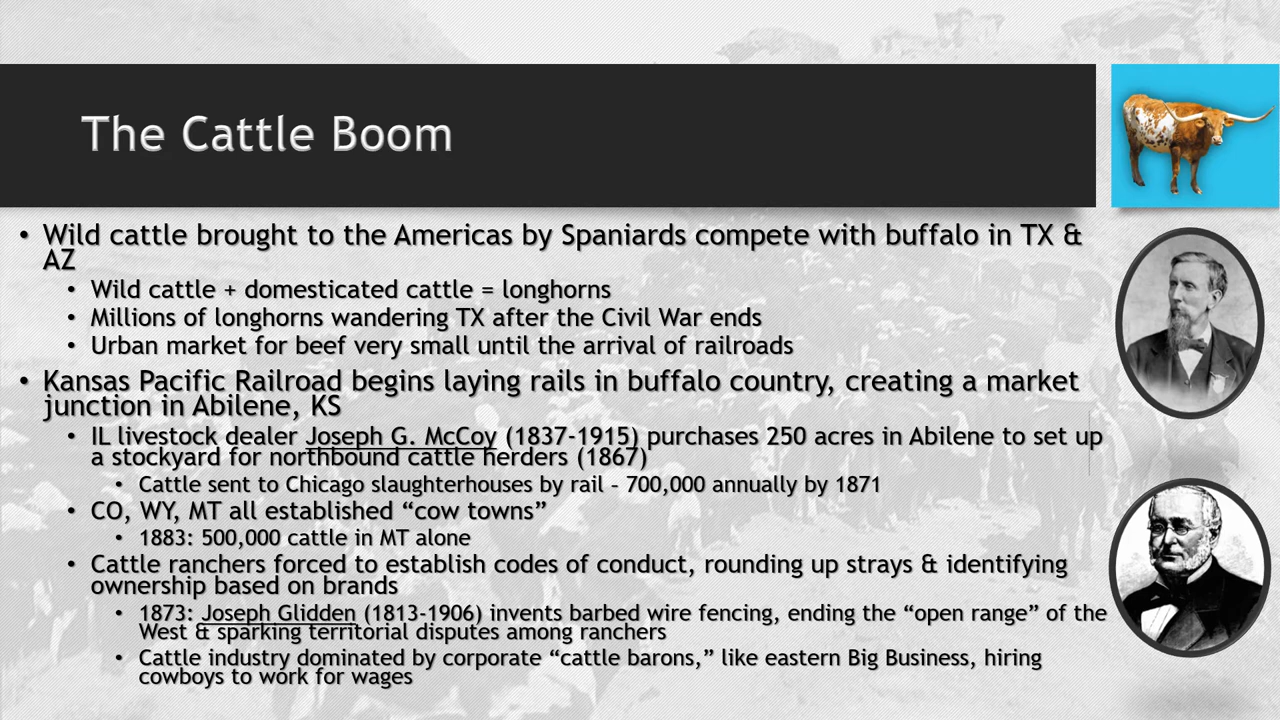 The Cattle Boom
• Wild cattle brought to the Americas by Spaniards compete with buffalo in TX &
AZ
• Wild cattle + domesticated cattle = longhorns
• Millions of longhorns wandering TX after the Civil War ends
• Urban market for beef very small until the arrival of railroads
• Kansas Pacific Railroad begins laying rails in buffalo country, creating a market
junction in Abilene, KS
• IL livestock dealer Joseph G. McCoy (1837-1915) purchases 250 acres in Abilene to set up
a stockyard for northbound cattle herders (1867)
• Cattle sent to Chicago slaughterhouses by rail – 700,000 annually by 1871
• CO, WY, MT all established “cow towns”
• 1883: 500,000 cattle in MT alone
• Cattle ranchers forced to establish codes of conduct, rounding up strays & identifying
ownership based on brands
• 1873: Joseph Glidden (1813-1906) invents barbed wire fencing, ending the “open range” of the
West & sparking territorial disputes among ranchers
• Cattle industry dominated by corporate “cattle barons,” like eastern Big Business, hiring
cowboys to work for wages